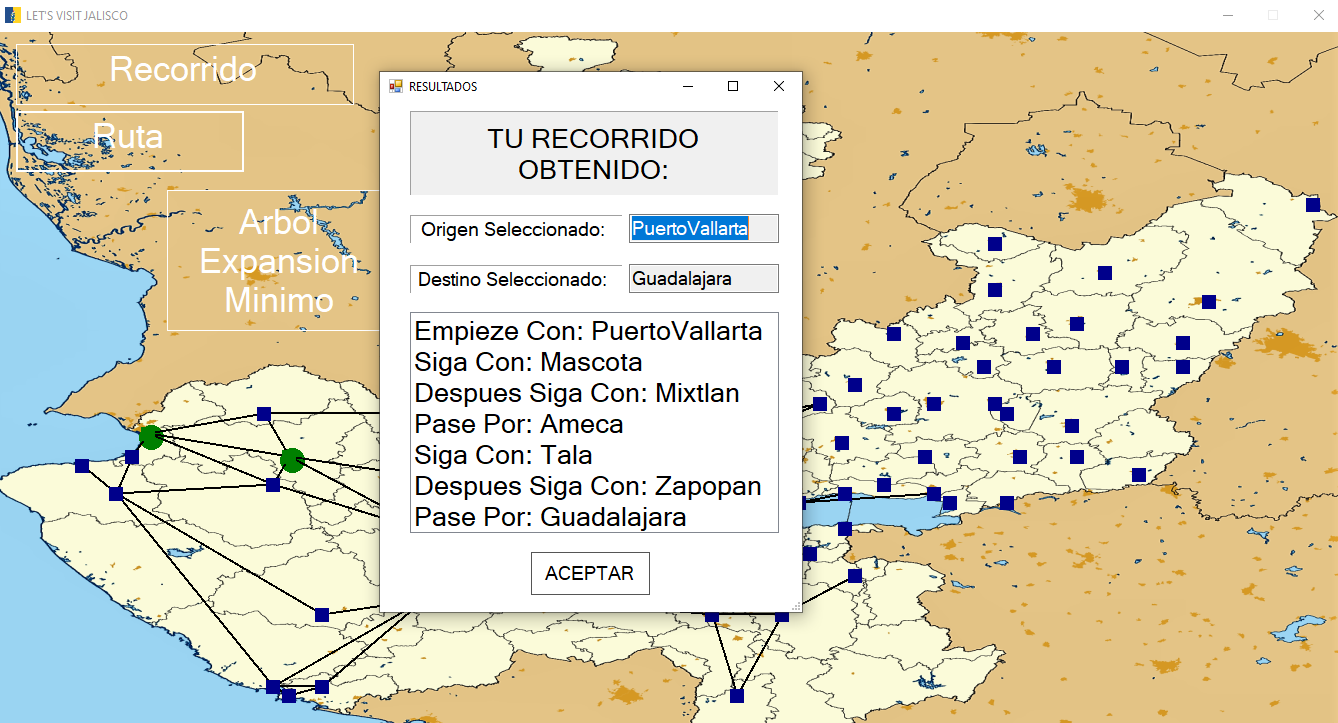 LET'S VISIT JALISCO
Recorrido
Ruta
Arbol
Expansion
Minimo
RESULTADOS
TU RECORRIDO
OBTENIDO:
Origen Seleccionado: PuertoVallarta
Destino Seleccionado: Guadalajara
Empieze Con: PuertoVallarta
Siga Con: Mascota
Despues Siga Con: Mixtlan
Pase Por: Ameca
Siga Con: Tala
Despues Siga Con: Zapopan
Pase Por: Guadalajara
ACEPTAR